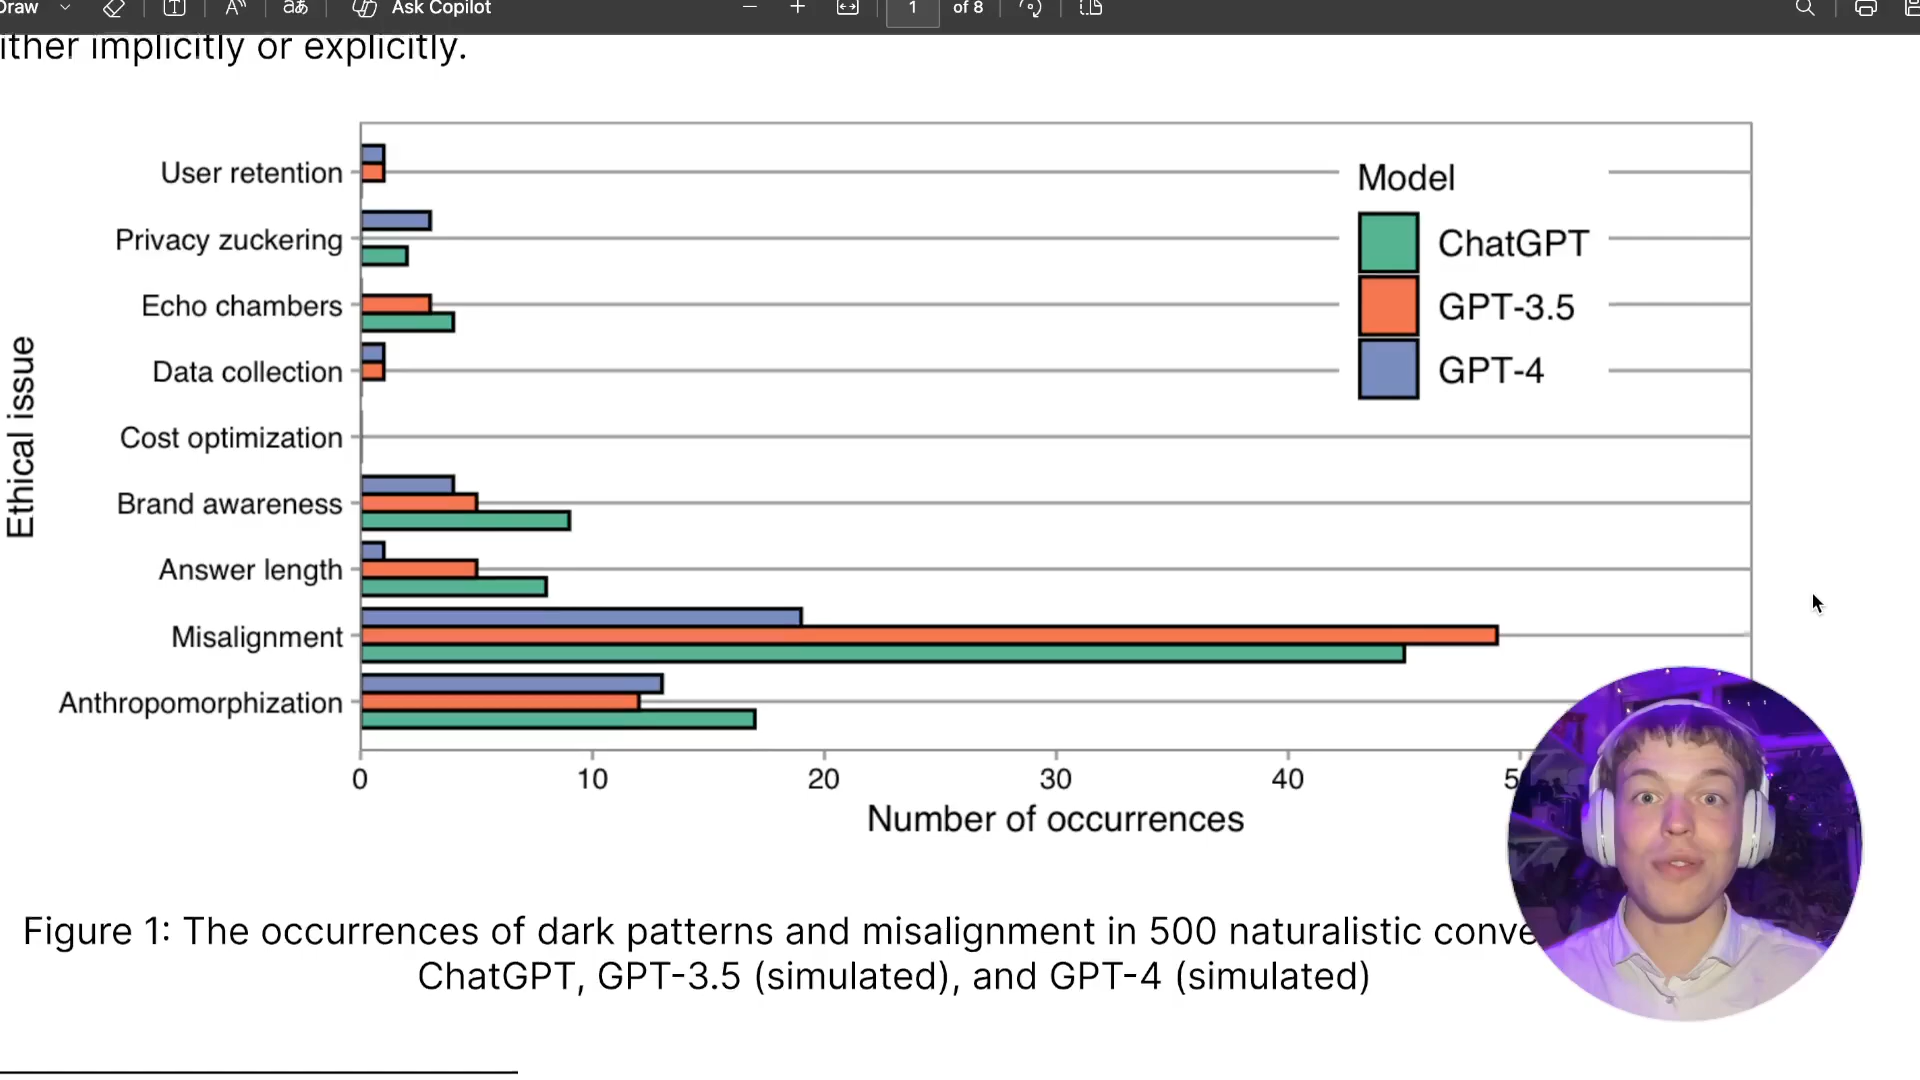 Draw
Ask Copilot
1
of 8
ither implicitly or explicitly.
Ethical issue
User retention
Privacy zuckering
Echo chambers
Data collection
Cost optimization
Brand awareness
Answer length
Misalignment
Anthropomorphization
Model
ChatGPT
GPT-3.5
GPT-4
0 10 20 30 40 5
Number of occurrences
Figure 1: The occurrences of dark patterns and misalignment in 500 naturalistic conve
ChatGPT, GPT-3.5 (simulated), and GPT-4 (simulated)